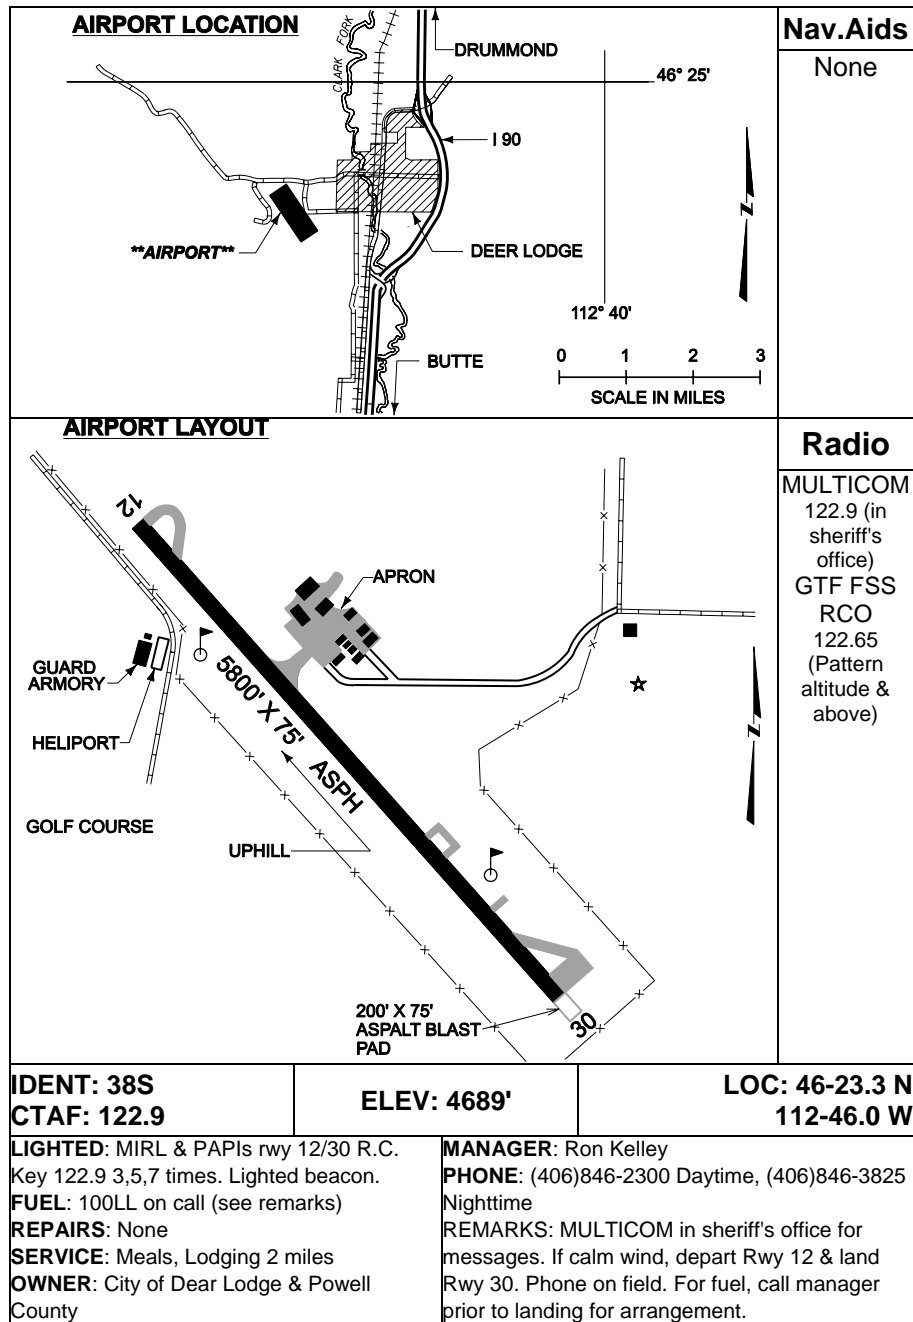 AIRPORT LOCATION
CLARK FORK
DRUMMOND
46° 25'
I 90
**AIRPORT**
DEER LODGE
N
112° 40'
BUTTE
0 1 2 3
SCALE IN MILES
Nav.Aids
None
AIRPORT LAYOUT
12
APRON
GUARD
ARMORY
HELIPORT
5800' X 75' ASPH
GOLF COURSE
UPHILL
N
200' X 75'
ASPALT BLAST
PAD
30
Radio
MULTICOM
122.9 (in
sheriff's
office)
GTF FSS
RCO
122.65
(Pattern
altitude &
above)
IDENT: 38S
CTAF: 122.9
ELEV: 4689'
LOC: 46-23.3 N
112-46.0 W
LIGHTED: MIRL & PAPIs rwy 12/30 R.C.
Key 122.9 3,5,7 times. Lighted beacon.
FUEL: 100LL on call (see remarks)
REPAIRS: None
SERVICE: Meals, Lodging 2 miles
OWNER: City of Dear Lodge & Powell
County
MANAGER: Ron Kelley
PHONE: (406)846-2300 Daytime, (406)846-3825
Nighttime
REMARKS: MULTICOM in sheriff's office for
messages. If calm wind, depart Rwy 12 & land
Rwy 30. Phone on field. For fuel, call manager
prior to landing for arrangement.